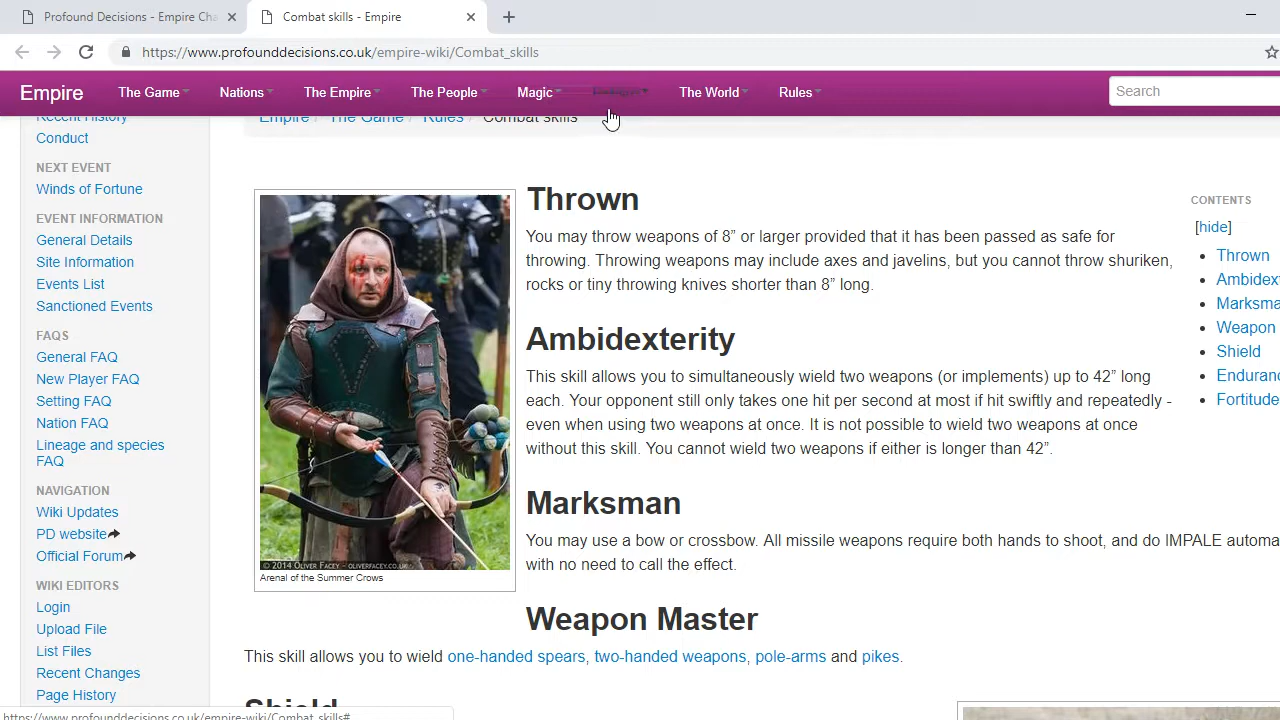 Profound Decisions - Empire Cha
Combat skills - Empire
https://www.profounddecisions.co.uk/empire-wiki/Combat_skills
Empire
The Game
Nations
The Empire
The People
Magic
The World
Rules
Search
Recent History
Conduct
NEXT EVENT
Winds of Fortune
EVENT INFORMATION
General Details
Site Information
Events List
Sanctioned Events
FAQS
General FAQ
New Player FAQ
Setting FAQ
Nation FAQ
Lineage and species
FAQ
NAVIGATION
Wiki Updates
PD website
Official Forum
WIKI EDITORS
Login
Upload File
List Files
Recent Changes
Page History
Empire / The Game / Rules / Combat skills
© 2014 OLIVER FACEY - OLIVERFACEY.CO.UK
Arenal of the Summer Crows
Thrown
You may throw weapons of 8” or larger provided that it has been passed as safe for
throwing. Throwing weapons may include axes and javelins, but you cannot throw shuriken,
rocks or tiny throwing knives shorter than 8” long.
Ambidexterity
This skill allows you to simultaneously wield two weapons (or implements) up to 42” long
each. Your opponent still only takes one hit per second at most if hit swiftly and repeatedly -
even when using two weapons at once. It is not possible to wield two weapons at once
without this skill. You cannot wield two weapons if either is longer than 42”.
Marksman
You may use a bow or crossbow. All missile weapons require both hands to shoot, and do IMPALE automa
with no need to call the effect.
Weapon Master
This skill allows you to wield one-handed spears, two-handed weapons, pole-arms and pikes.
Shield
CONTENTS
[hide]
Thrown
Ambidext
Marksma
Weapon
Shield
Enduranc
Fortitude
https://www.profounddecisions.co.uk/empire-wiki/Combat_skills#